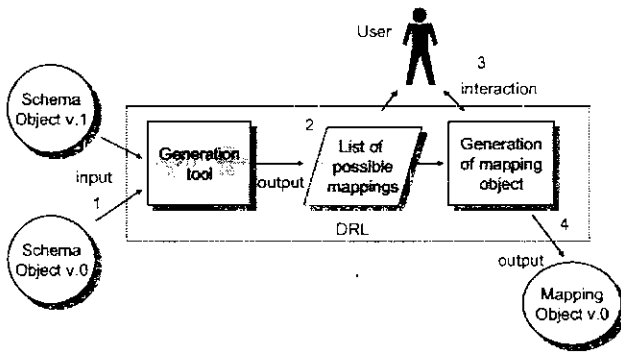 User
3
interaction
Schema
Object v.1
2
Generation
tool
List of
possible
mappings
Generation
of mapping
object
input
output
1
DRL
4
Schema
Object v.0
output
Mapping
Object v.0